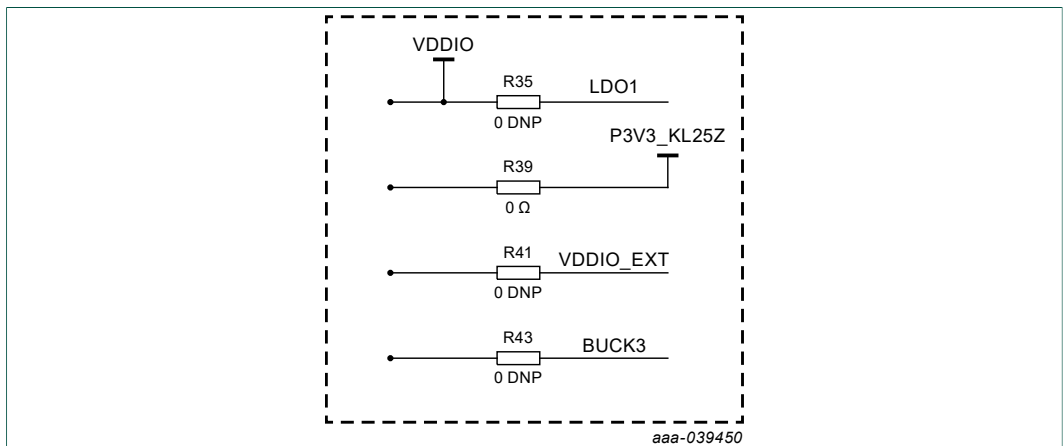 VDDIO
R35
LDO1
0 DNP
P3V3_KL25Z
R39
0 Ω
R41
VDDIO_EXT
0 DNP
R43
BUCK3
0 DNP
aaa-039450